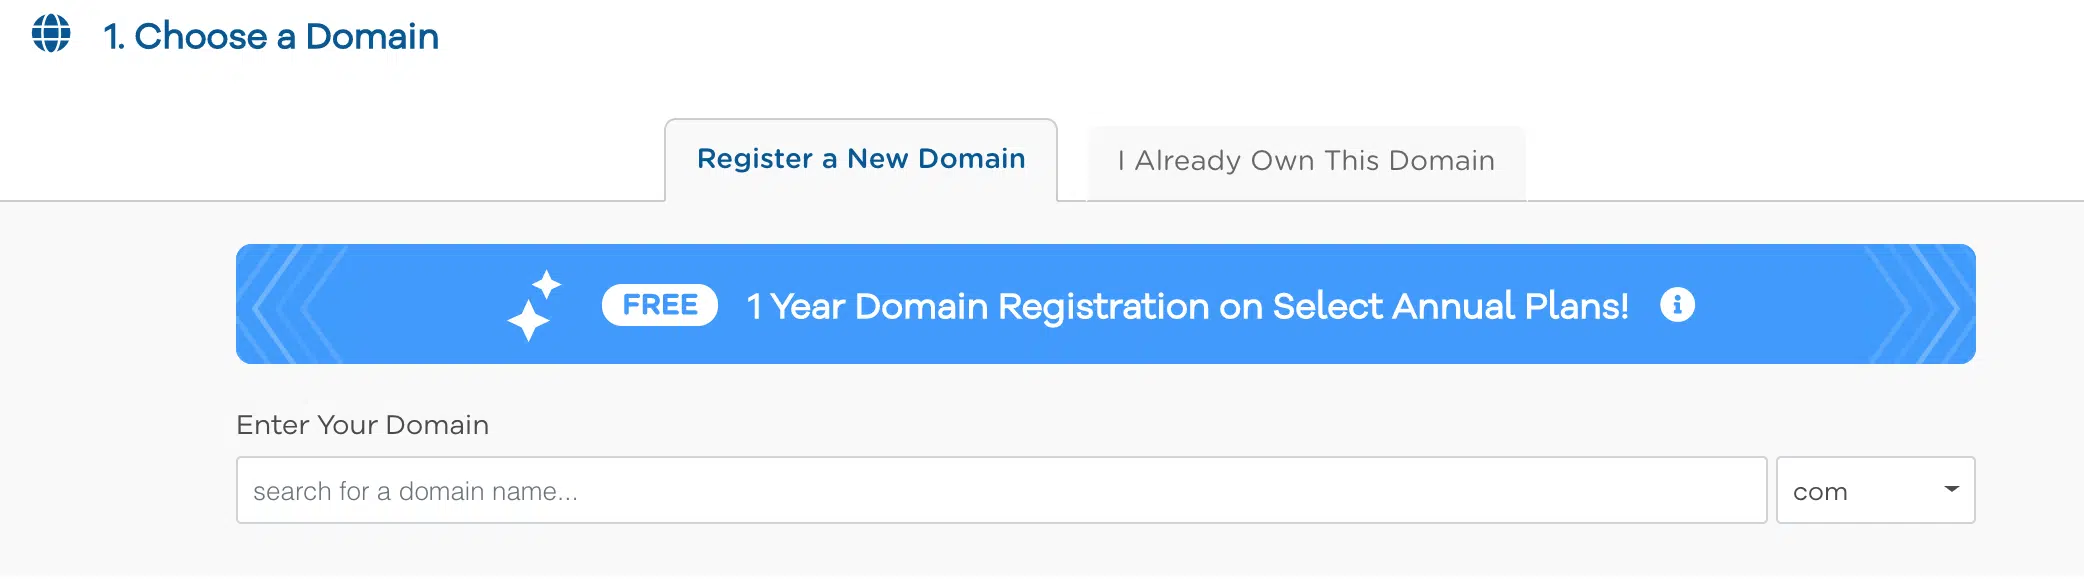 1. Choose a Domain
Register a New Domain
I Already Own This Domain
FREE 1 Year Domain Registration on Select Annual Plans!
Enter Your Domain
search for a domain name...
com